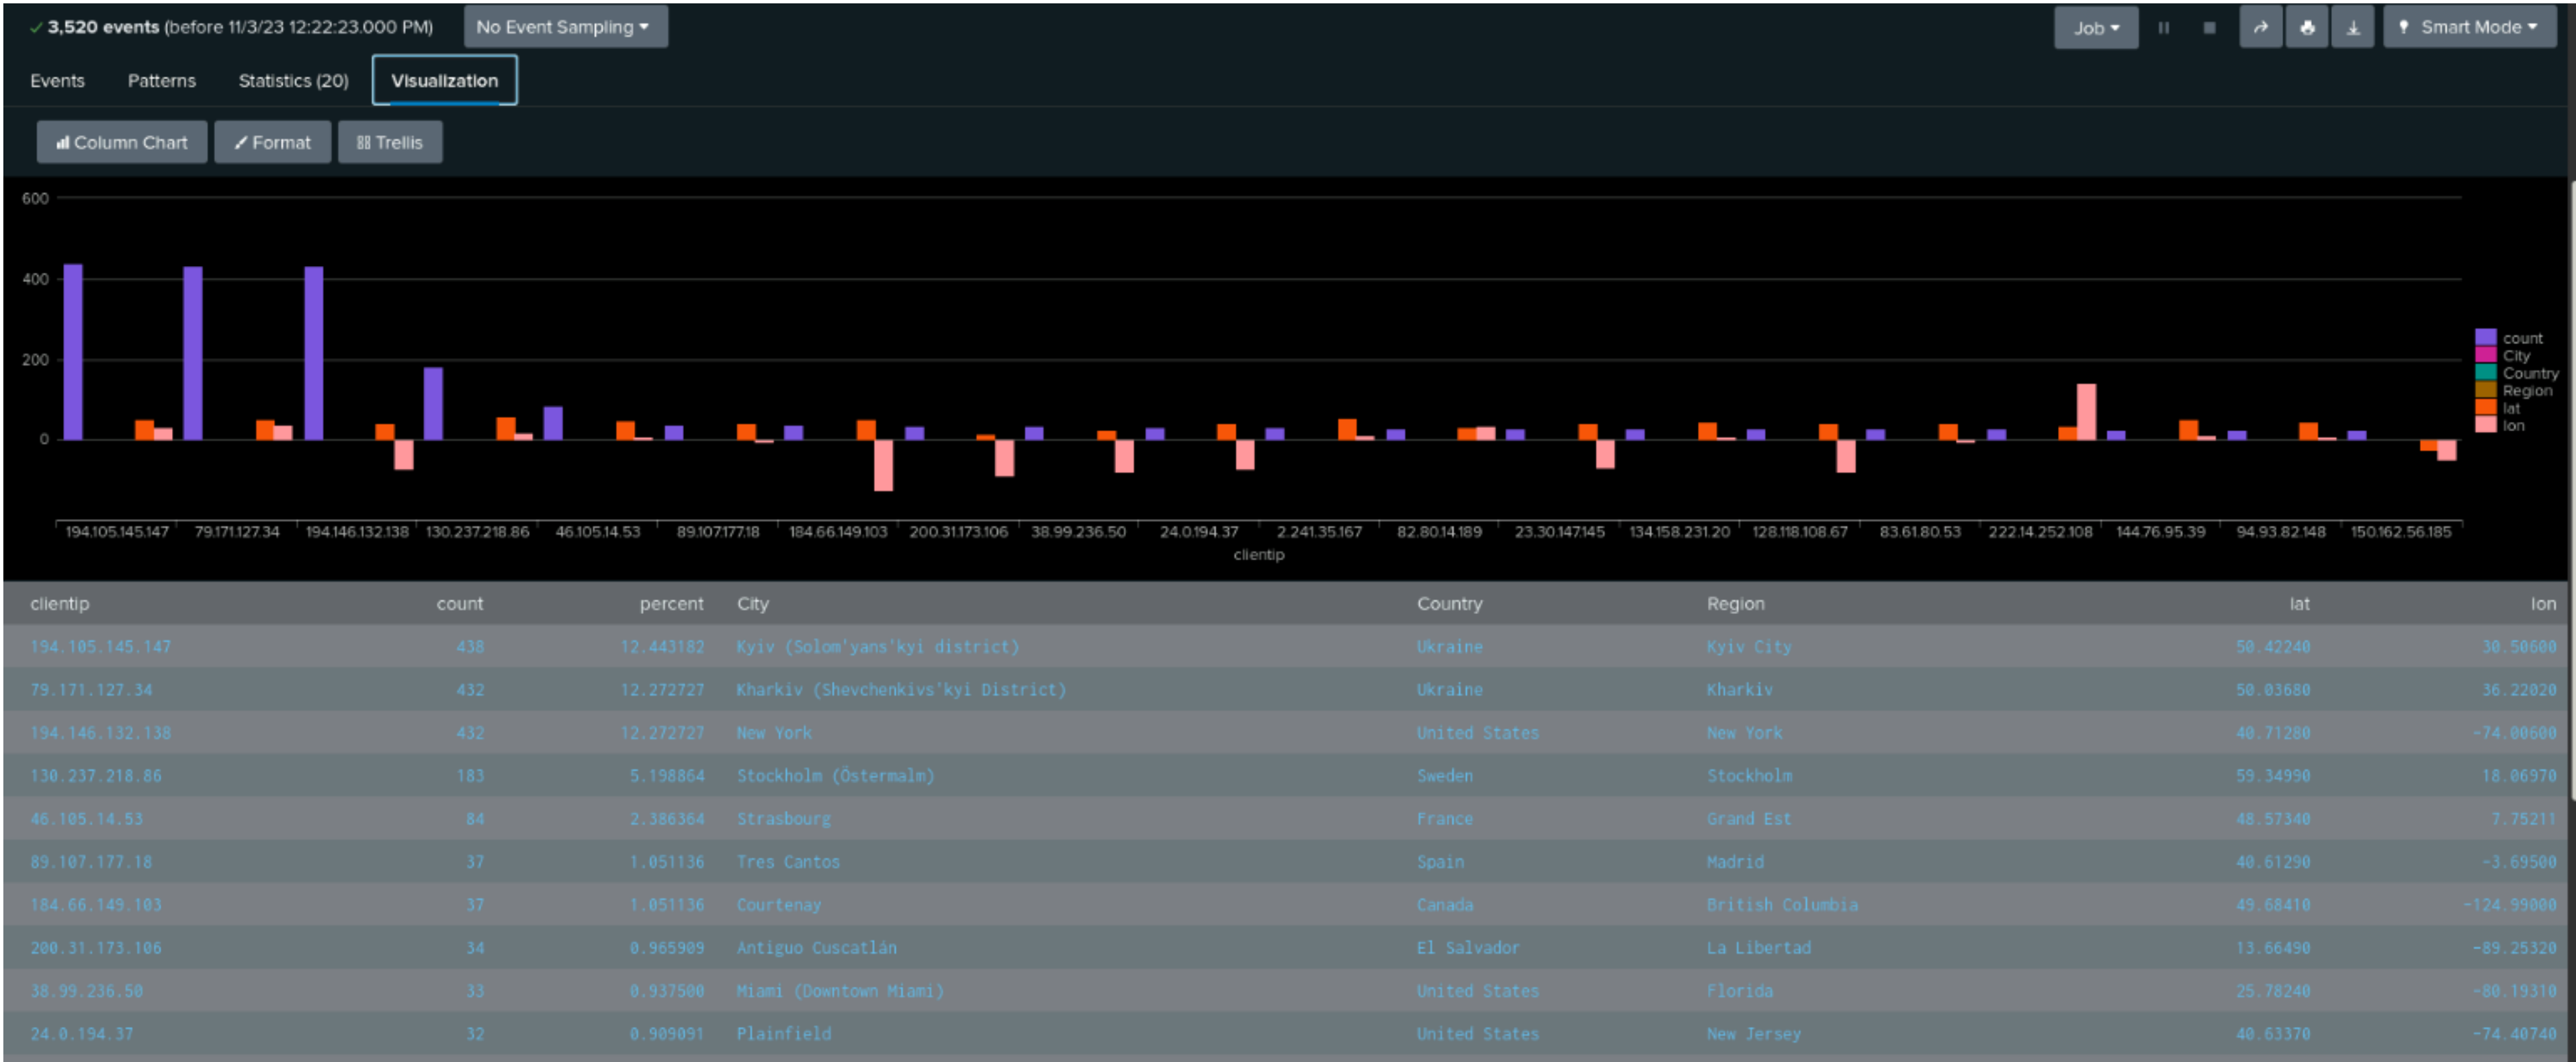 3,520 events (before 11/3/23 12:22:23.000 PM) No Event Sampling Job Smart Mode
Events Patterns Statistics (20) Visualization
Column Chart Format Trellis
600
400
200
0
count
City
Country
Region
lat
lon
194.105.145.147 79.171.127.34 194.146.132.138 130.237.218.86 46.105.14.53 89.107.177.18 184.66.149.103 200.31.173.106 38.99.236.50 24.0.194.37 2.241.35.167 82.80.14.189 23.30.147.145 134.158.231.20 128.118.108.67 83.61.80.53 222.14.252.108 144.76.95.39 94.93.82.148 150.162.56.185
clientip
clientip count percent City Country Region lat lon
194.105.145.147 438 12.443182 Kyiv (Solom'yans'kyi district) Ukraine Kyiv City 50.42240 30.50600
79.171.127.34 432 12.272727 Kharkiv (Shevchenkivs'kyi District) Ukraine Kharkiv 50.03680 36.22020
194.146.132.138 432 12.272727 New York United States New York 40.71280 -74.00600
130.237.218.86 183 5.198864 Stockholm (Östermalm) Sweden Stockholm 59.34990 18.06970
46.105.14.53 84 2.386364 Strasbourg France Grand Est 48.57340 7.75211
89.107.177.18 37 1.051136 Tres Cantos Spain Madrid 40.61290 -3.69500
184.66.149.103 37 1.051136 Courtenay Canada British Columbia 49.68410 -124.99000
200.31.173.106 34 0.965909 Antiguo Cuscatlán El Salvador La Libertad 13.66490 -89.25320
38.99.236.50 33 0.937500 Miami (Downtown Miami) United States Florida 25.78240 -80.19310
24.0.194.37 32 0.909091 Plainfield United States New Jersey 40.63370 -74.40740